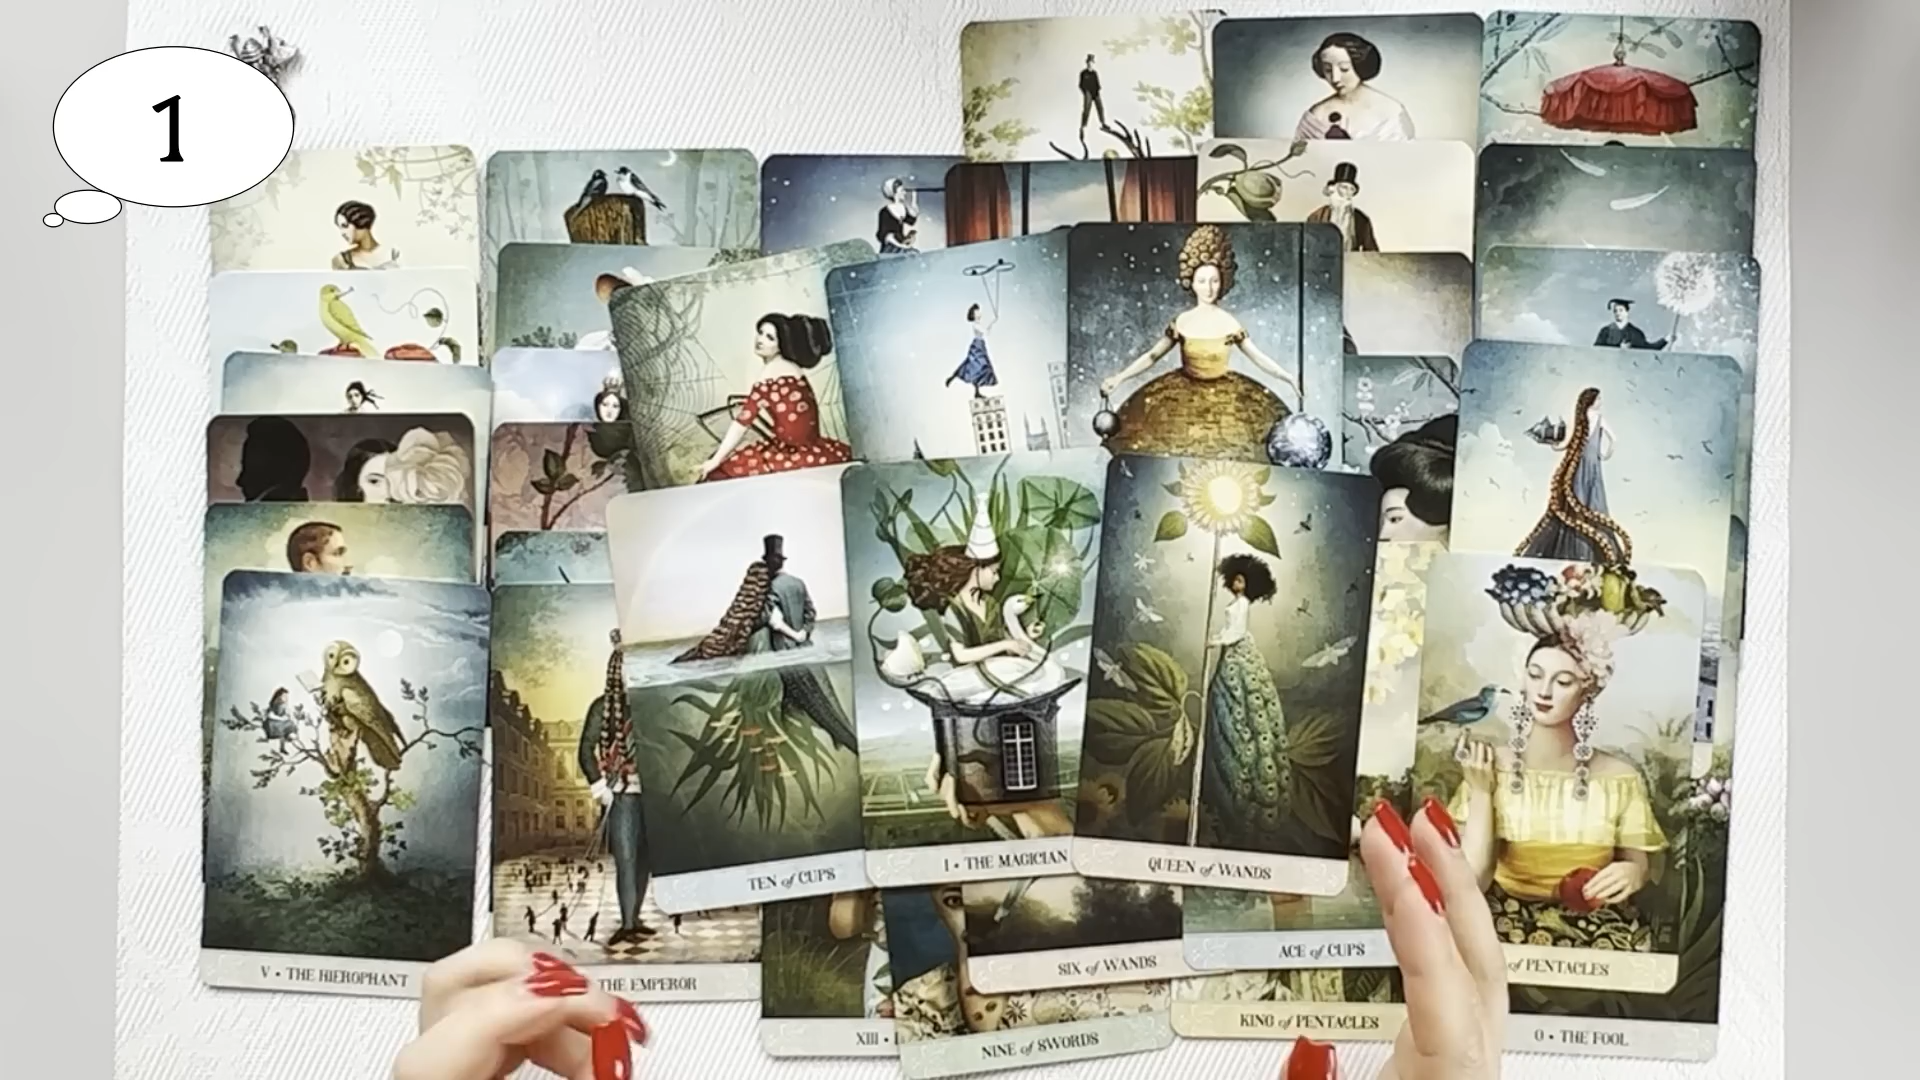 1
TEN of CUPS
I • THE MAGICIAN
QUEEN of WANDS
V • THE HIEROPHANT
THE EMPEROR
SIX of WANDS
ACE of CUPS
of PENTACLES
XIII •
NINE of SWORDS
KING of PENTACLES
0 • THE FOOL